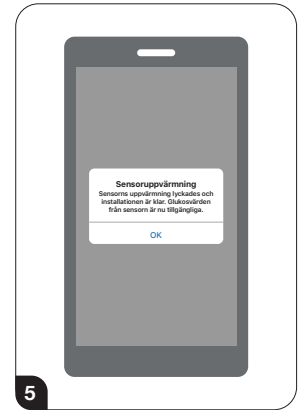 Sensoruppvärmning
Sensorns uppvärmning lyckades och
installationen är klar. Glukosvärden
från sensorn är nu tillgängliga.
OK
5